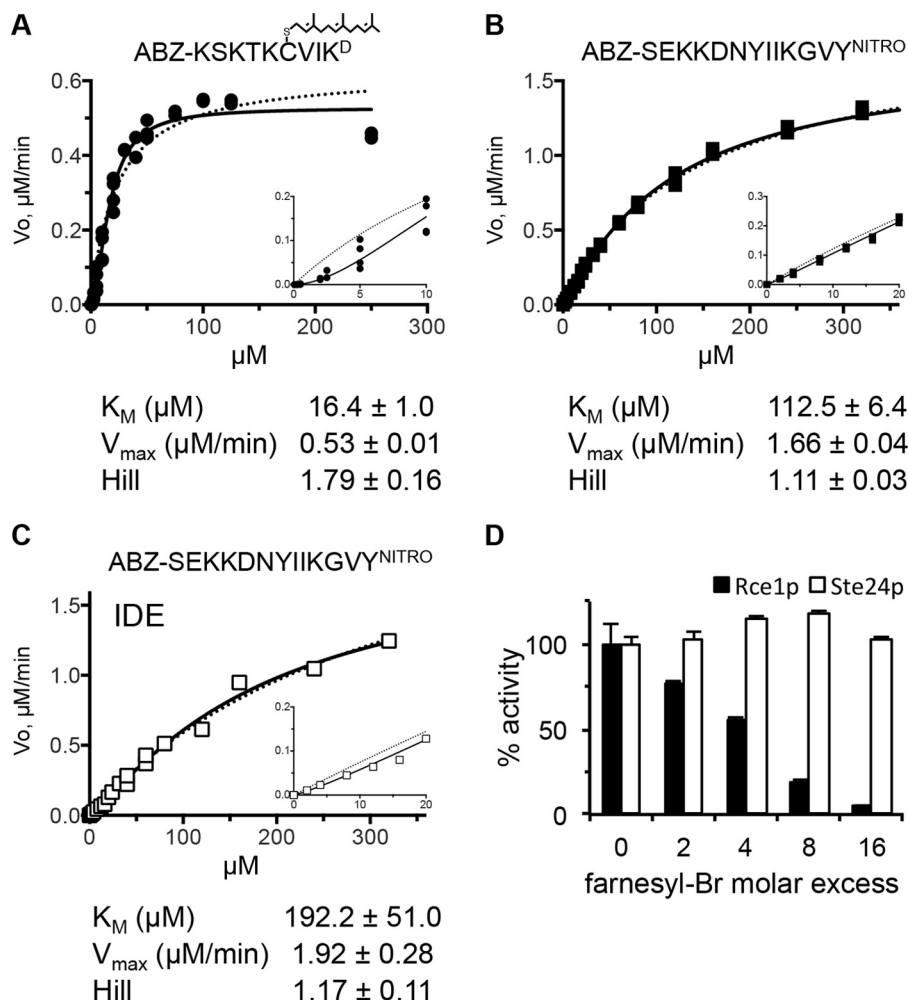 A
S
ABZ-KSKTKCVIK^D
Vo, µM/min
0.6
0.4
0.2
0.0
0
100
200
300
µM
0.2
0.1
0.0
0
5
10
K_M (µM) 16.4 ± 1.0
V_max (µM/min) 0.53 ± 0.01
Hill 1.79 ± 0.16
B
ABZ-SEKKDNYIIKGVY^NITRO
Vo, µM/min
1.5
1.0
0.5
0.0
0
100
200
300
µM
0.3
0.2
0.1
0.0
0
10
20
K_M (µM) 112.5 ± 6.4
V_max (µM/min) 1.66 ± 0.04
Hill 1.11 ± 0.03
C
ABZ-SEKKDNYIIKGVY^NITRO
IDE
Vo, µM/min
1.5
1.0
0.5
0.0
0
100
200
300
µM
0.2
0.1
0.0
0
10
20
K_M (µM) 192.2 ± 51.0
V_max (µM/min) 1.92 ± 0.28
Hill 1.17 ± 0.11
D
Rce1p Ste24p
% activity
100
50
0
0 2 4 8 16
farnesyl-Br molar excess